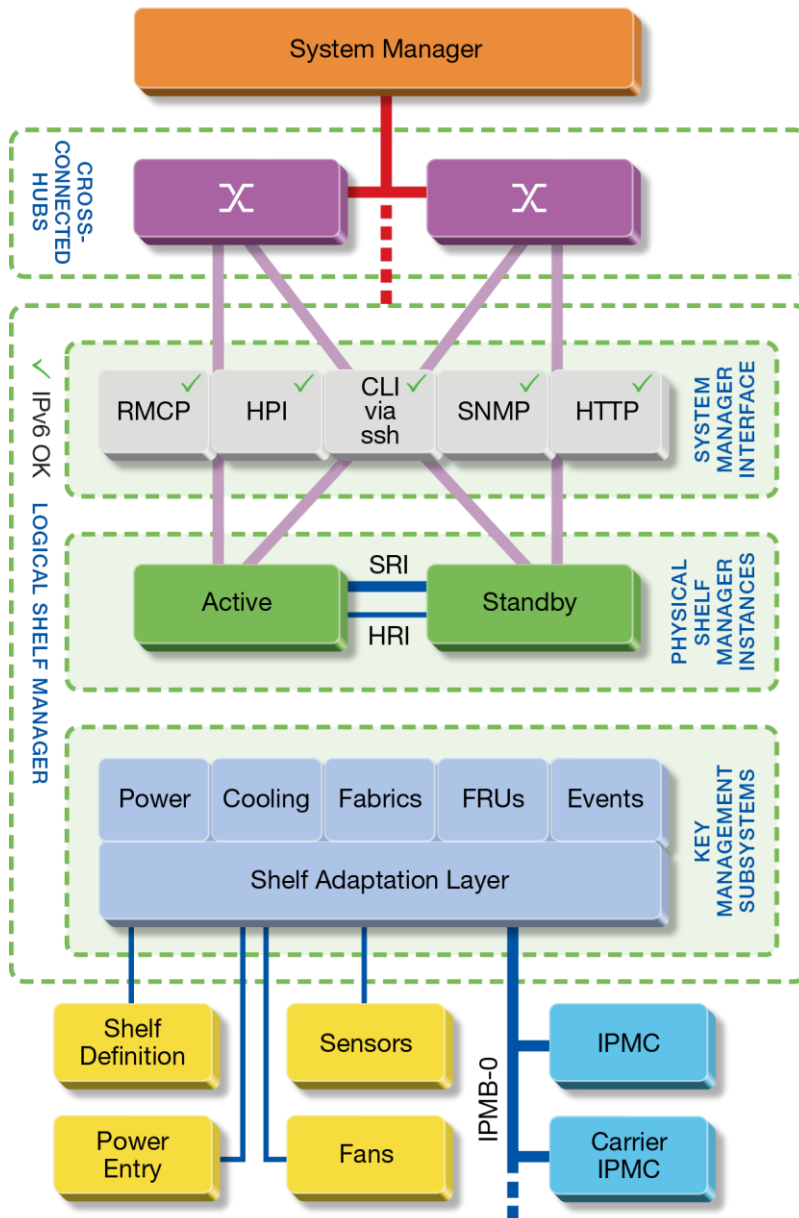 System Manager
CROSS-
CONNECTED
HUBS
✓ IPv6 OK
LOGICAL SHELF MANAGER
RMCP ✓
HPI ✓
CLI ✓
via
ssh
SNMP ✓
HTTP ✓
SYSTEM
MANAGER
INTERFACE
Active
SRI
HRI
Standby
PHYSICAL
SHELF
MANAGER
INSTANCES
Power
Cooling
Fabrics
FRUs
Events
Shelf Adaptation Layer
KEY
MANAGEMENT
SUBSYSTEMS
Shelf
Definition
Sensors
IPMB-0
IPMC
Power
Entry
Fans
Carrier
IPMC